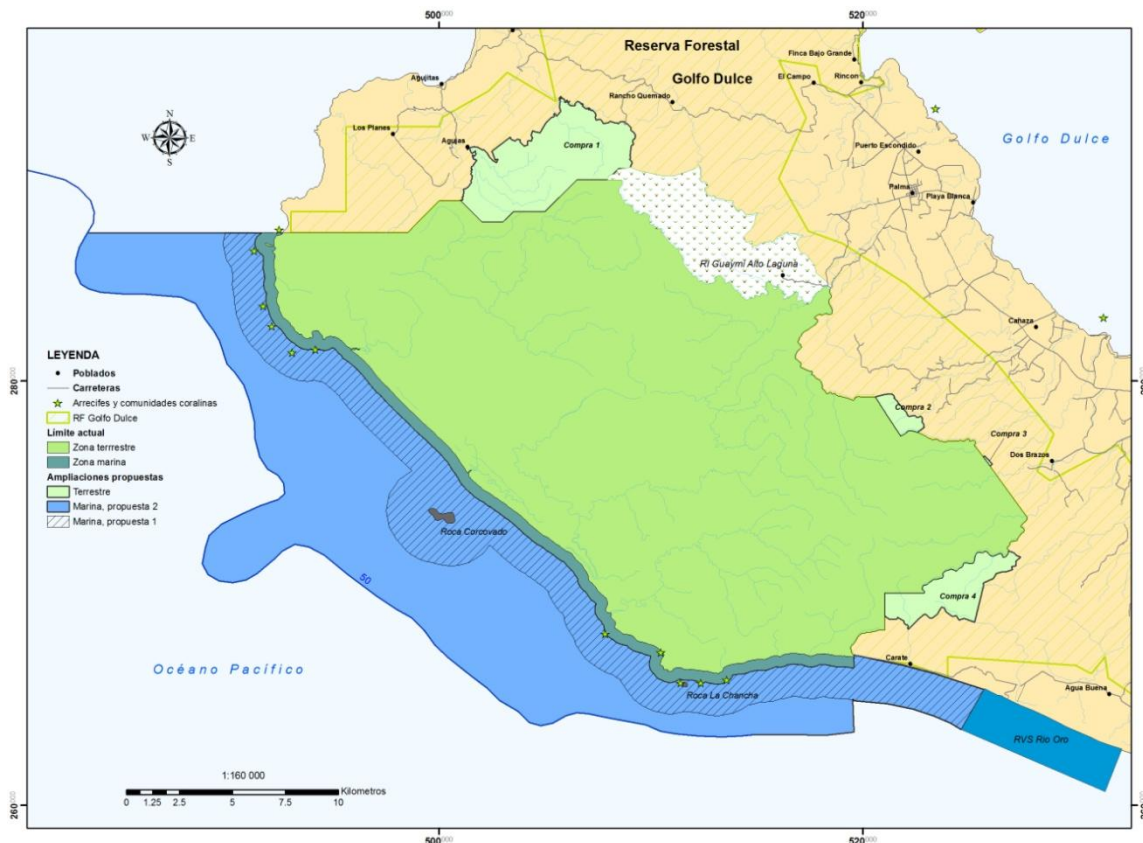 500000
520000
Reserva Forestal
Golfo Dulce
Finca Bajo Grande
El Campo
Rincon
Agujitas
Rancho Quemado
N
W
E
S
Los Planes
Agujas
Compra 1
Puerto Escondido
Golfo Dulce
Palma
Playa Blanca
RI Guaymí Alto Laguna
Cañaza
LEYENDA
Poblados
Carreteras
Arrecifes y comunidades coralinas
RF Golfo Dulce
Límite actual
Zona terrrestre
Zona marina
Ampliaciones propuestas
Terrestre
Marina, propuesta 2
Marina, propuesta 1
280000
Compra 2
Compra 3
Dos Brazos
Roca Corcovado
50
Compra 4
Océano Pacífico
Carate
Roca La Chancha
Agua Buena
RVS Rio Oro
1:160 000
Kilometros
0 1.25 2.5 5 7.5 10
260000
500000
520000